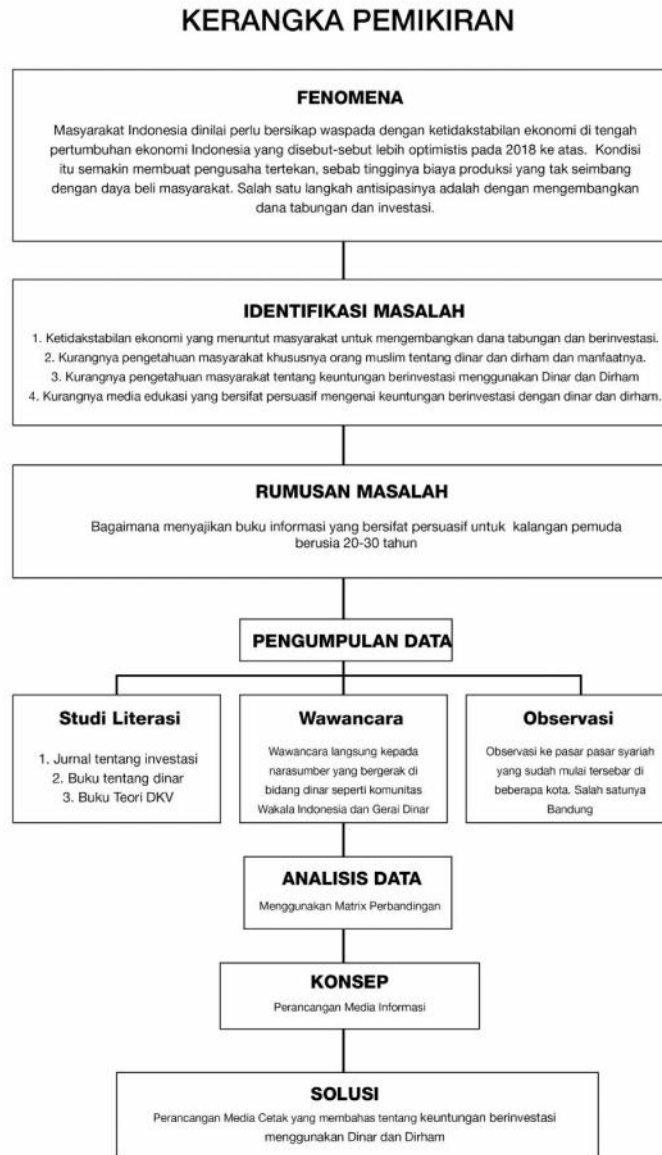 KERANGKA PEMIKIRAN
FENOMENA
Masyarakat Indonesia dinilai perlu bersikap waspada dengan ketidakstabilan ekonomi di tengah
pertumbuhan ekonomi Indonesia yang disebut-sebut lebih optimistis pada 2018 ke atas. Kondisi
itu semakin membuat pengusaha tertekan, sebab tingginya biaya produksi yang tak seimbang
dengan daya beli masyarakat. Salah satu langkah antisipasinya adalah dengan mengembangkan
dana tabungan dan investasi.
IDENTIFIKASI MASALAH
1. Ketidakstabilan ekonomi yang menuntut masyarakat untuk mengembangkan dana tabungan dan berinvestasi.
2. Kurangnya pengetahuan masyarakat khususnya orang muslim tentang dinar dan dirham dan manfaatnya.
3. Kurangnya pengetahuan masyarakat tentang keuntungan berinvestasi menggunakan Dinar dan Dirham
4. Kurangnya media edukasi yang bersifat persuasif mengenai keuntungan berinvestasi dengan dinar dan dirham.
RUMUSAN MASALAH
Bagaimana menyajikan buku informasi yang bersifat persuasif untuk kalangan pemuda
berusia 20-30 tahun
PENGUMPULAN DATA
Studi Literasi
1. Jurnal tentang investasi
2. Buku tentang dinar
3. Buku Teori DKV
Wawancara
Wawancara langsung kepada
narasumber yang bergerak di
bidang dinar seperti komunitas
Wakala Indonesia dan Gerai Dinar
Observasi
Observasi ke pasar pasar syariah
yang sudah mulai tersebar di
beberapa kota. Salah satunya
Bandung
ANALISIS DATA
Menggunakan Matrix Perbandingan
KONSEP
Perancangan Media Informasi
SOLUSI
Perancangan Media Cetak yang membahas tentang keuntungan berinvestasi
menggunakan Dinar dan Dirham